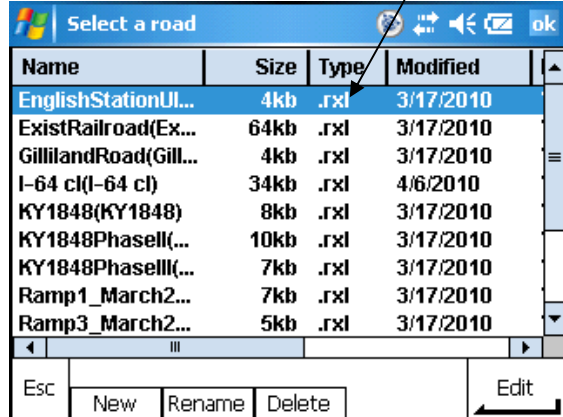 Select a road ok
Name Size Type Modified
EnglishStationUl... 4kb .rxl 3/17/2010
ExistRailroad(Ex... 64kb .rxl 3/17/2010
GillilandRoad(Gill... 4kb .rxl 3/17/2010
I-64 cl(I-64 cl) 34kb .rxl 4/6/2010
KY1848(KY1848) 8kb .rxl 3/17/2010
KY1848PhaseII(... 10kb .rxl 3/17/2010
KY1848PhaseIII(... 7kb .rxl 3/17/2010
Ramp1_March2... 7kb .rxl 3/17/2010
Ramp3_March2... 5kb .rxl 3/17/2010
Esc New Rename Delete Edit